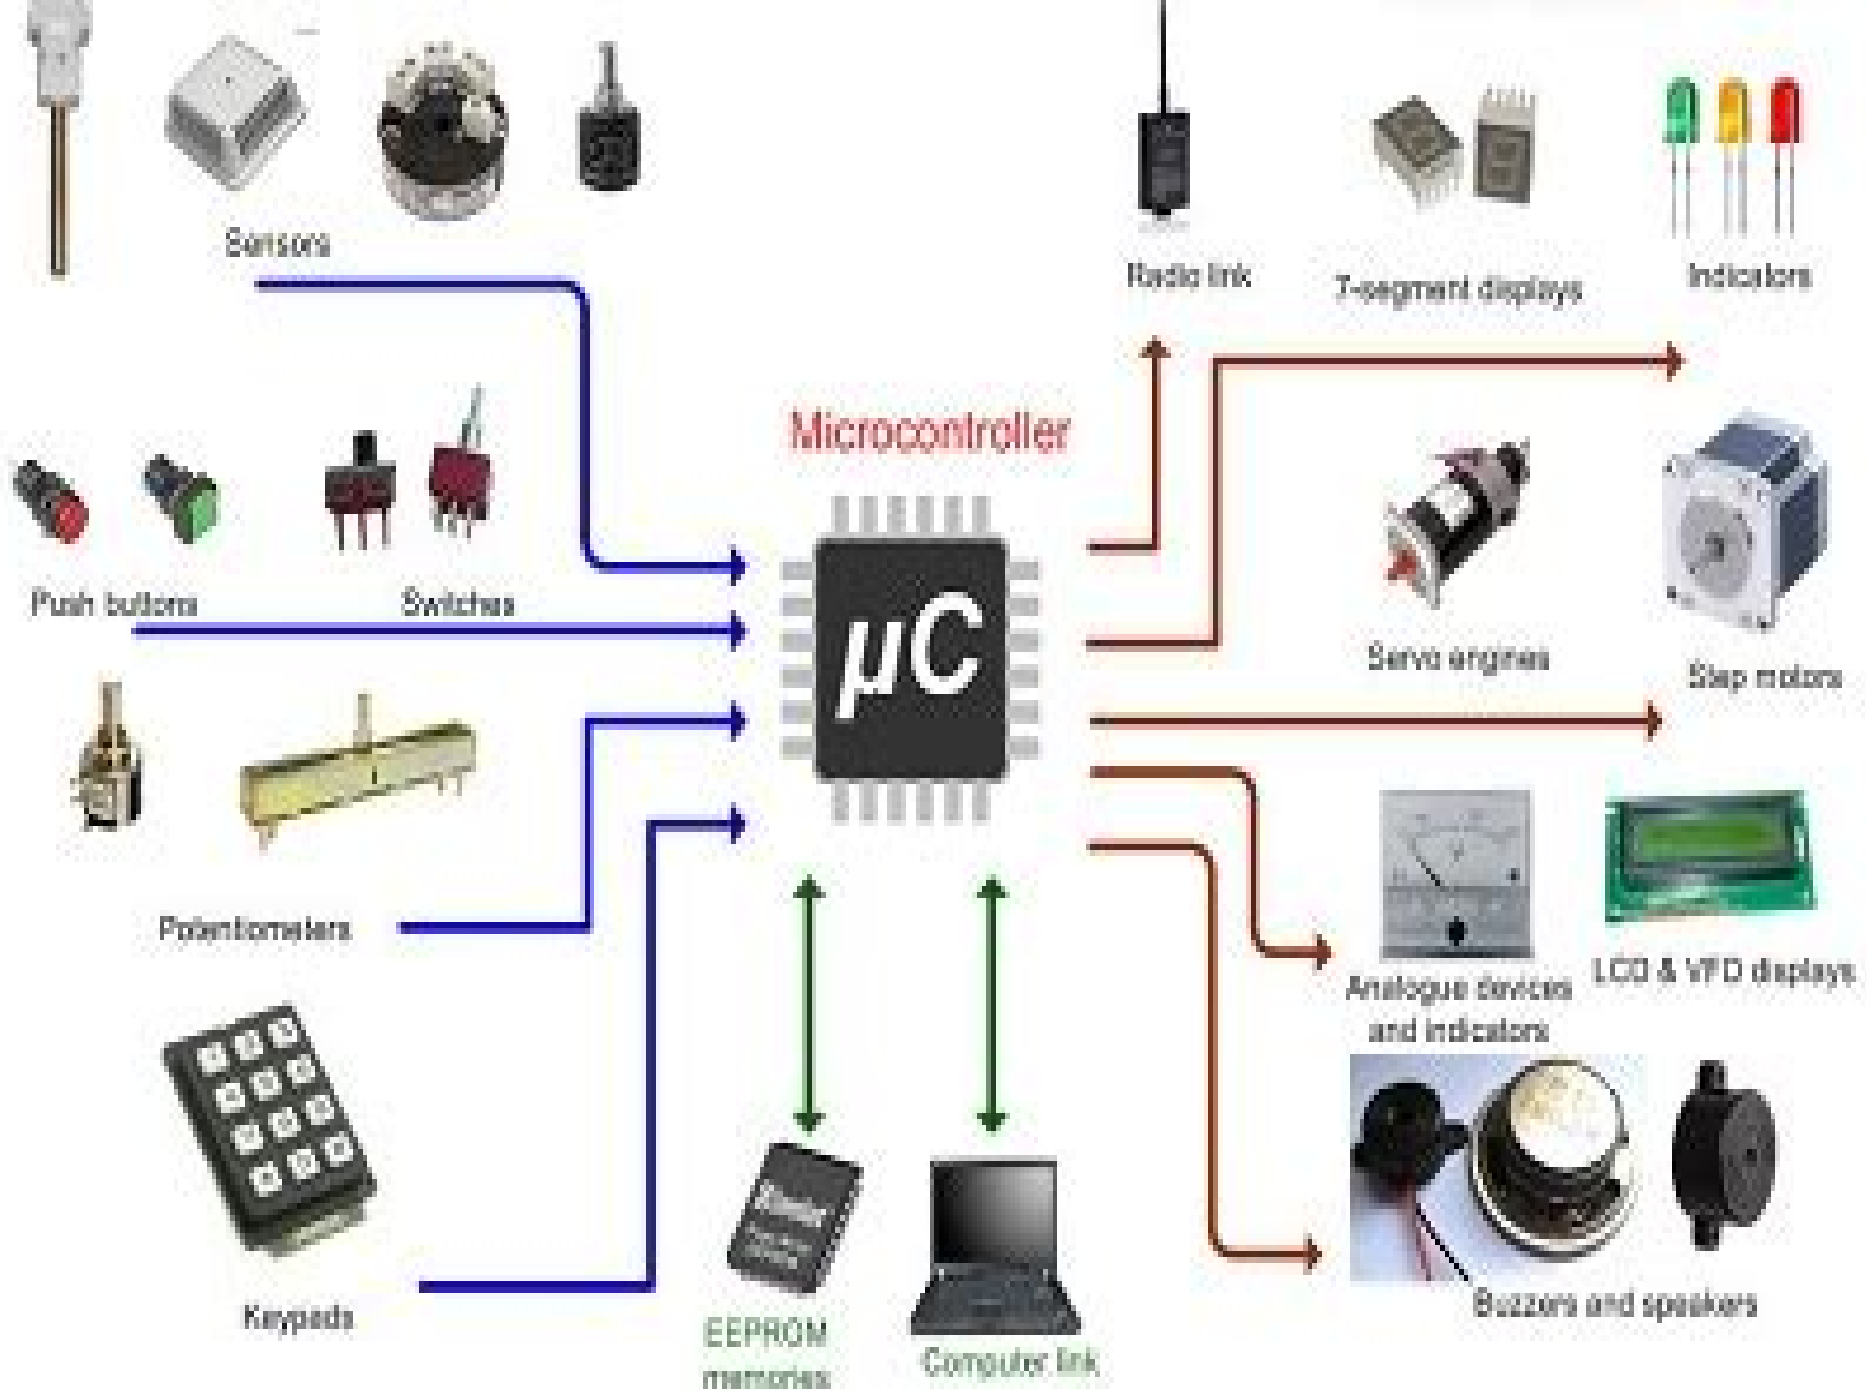 Sensors
Radio link
7-segment displays
Indicators
Microcontroller
µC
Push buttons
Switches
Servo engines
Step motors
Potentiometers
Analogue devices
and indicators
LCD & VFD displays
Keypads
EEPROM
memories
Computer link
Buzzers and speakers